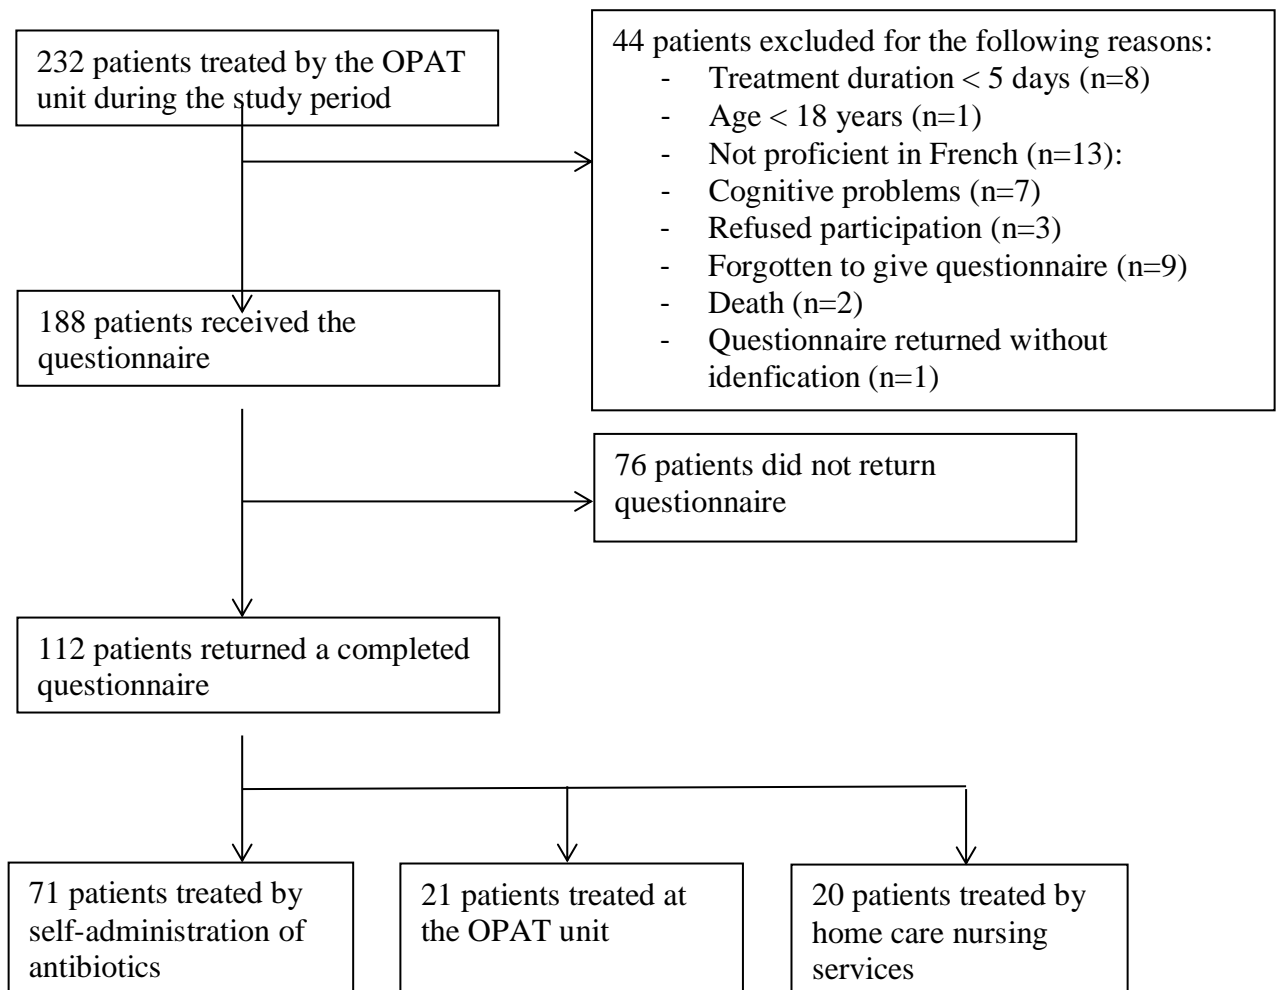 232 patients treated by the OPAT
unit during the study period
44 patients excluded for the following reasons:
- Treatment duration < 5 days (n=8)
- Age < 18 years (n=1)
- Not proficient in French (n=13):
- Cognitive problems (n=7)
- Refused participation (n=3)
- Forgotten to give questionnaire (n=9)
- Death (n=2)
- Questionnaire returned without
idenfication (n=1)
188 patients received the
questionnaire
76 patients did not return
questionnaire
112 patients returned a completed
questionnaire
71 patients treated by
self-administration of
antibiotics
21 patients treated at
the OPAT unit
20 patients treated by
home care nursing
services